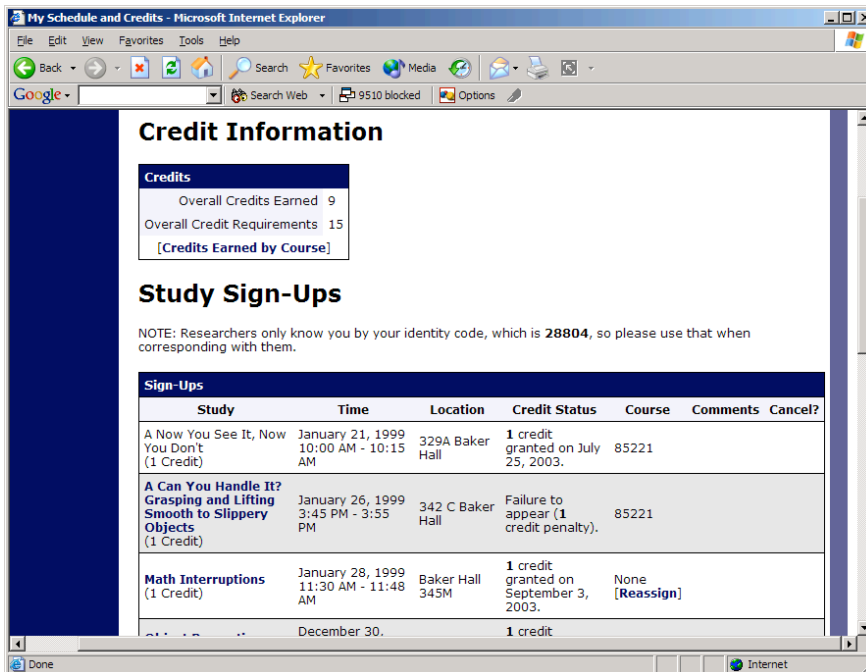 My Schedule and Credits - Microsoft Internet Explorer
File Edit View Favorites Tools Help
Back Search Favorites Media
Google Search Web 9510 blocked Options
Credit Information
Credits
Overall Credits Earned 9
Overall Credit Requirements 15
[Credits Earned by Course]
Study Sign-Ups
NOTE: Researchers only know you by your identity code, which is 28804, so please use that when
corresponding with them.
Sign-Ups
Study Time Location Credit Status Course Comments Cancel?
A Now You See It, Now
You Don't
(1 Credit)
January 21, 1999
10:00 AM - 10:15
AM
329A Baker
Hall
1 credit
granted on July
25, 2003.
85221
A Can You Handle It?
Grasping and Lifting
Smooth to Slippery
Objects
(1 Credit)
January 26, 1999
3:45 PM - 3:55
PM
342 C Baker
Hall
Failure to
appear (1
credit penalty).
85221
Math Interruptions
(1 Credit)
January 28, 1999
11:30 AM - 11:48
AM
Baker Hall
345M
1 credit
granted on
September 3,
2003.
None
[Reassign]
December 30,
1 credit
Done Internet